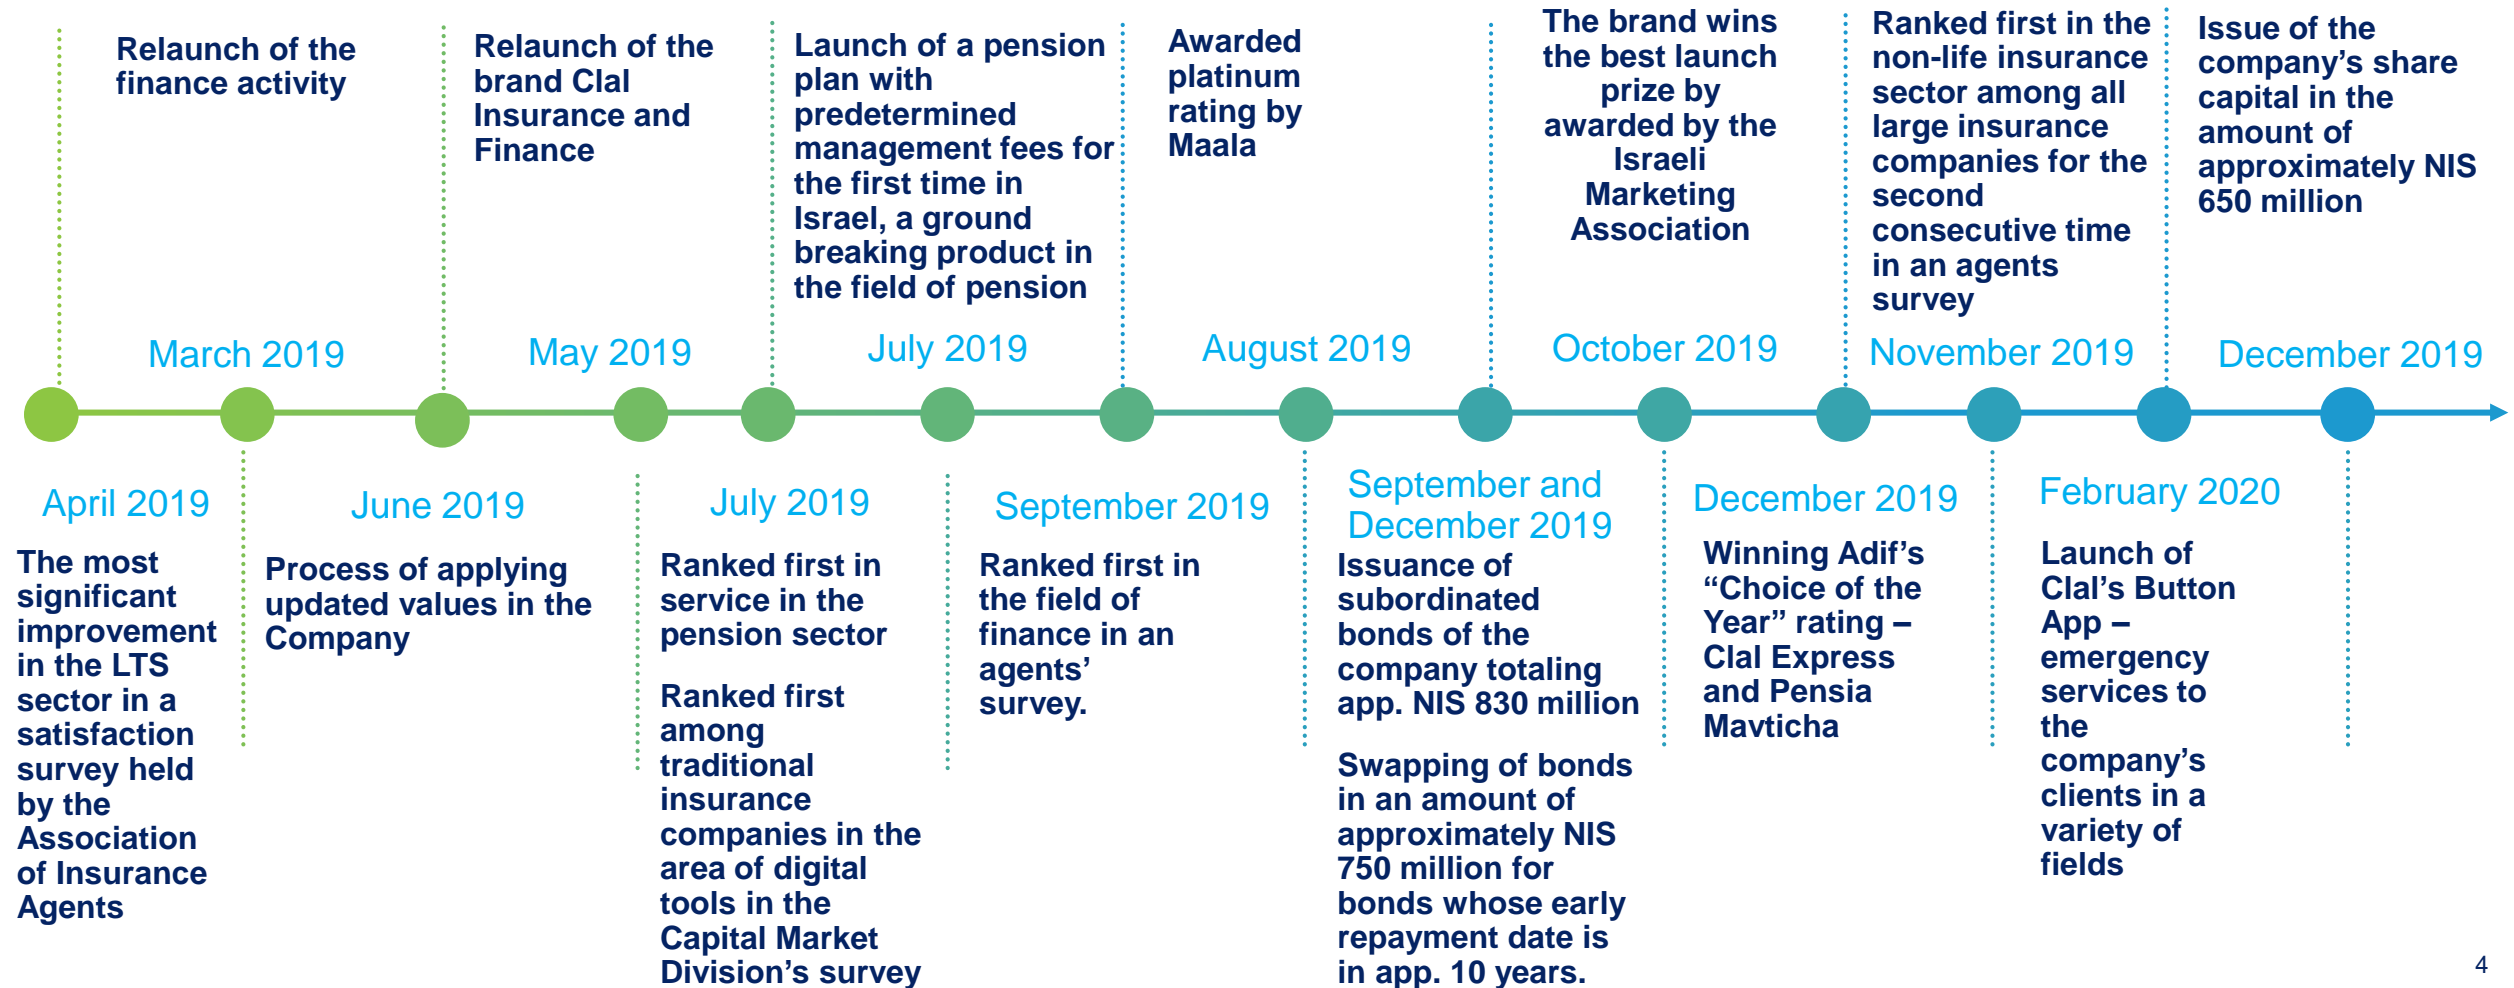 Relaunch of the
finance activity
March 2019
Relaunch of the
brand Clal
Insurance and
Finance
May 2019
Launch of a pension
plan with
predetermined
management fees for
the first time in
Israel, a ground
breaking product in
the field of pension
July 2019
Awarded
platinum
rating by
Maala
August 2019
The brand wins
the best launch
prize by
awarded by the
Israeli
Marketing
Association
October 2019
Ranked first in the
non-life insurance
sector among all
large insurance
companies for the
second
consecutive time
in an agents
survey
November 2019
Issue of the
company’s share
capital in the
amount of
approximately NIS
650 million
December 2019
April 2019
The most
significant
improvement
in the LTS
sector in a
satisfaction
survey held
by the
Association
of Insurance
Agents
June 2019
Process of applying
updated values in the
Company
July 2019
Ranked first in
service in the
pension sector
Ranked first
among
traditional
insurance
companies in the
area of digital
tools in the
Capital Market
Division’s survey
September 2019
Ranked first in
the field of
finance in an
agents’
survey.
September and
December 2019
Issuance of
subordinated
bonds of the
company totaling
app. NIS 830 million
Swapping of bonds
in an amount of
approximately NIS
750 million for
bonds whose early
repayment date is
in app. 10 years.
December 2019
Winning Adif’s
“Choice of the
Year” rating –
Clal Express
and Pensia
Mavticha
February 2020
Launch of
Clal’s Button
App –
emergency
services to
the
company’s
clients in a
variety of
fields
4